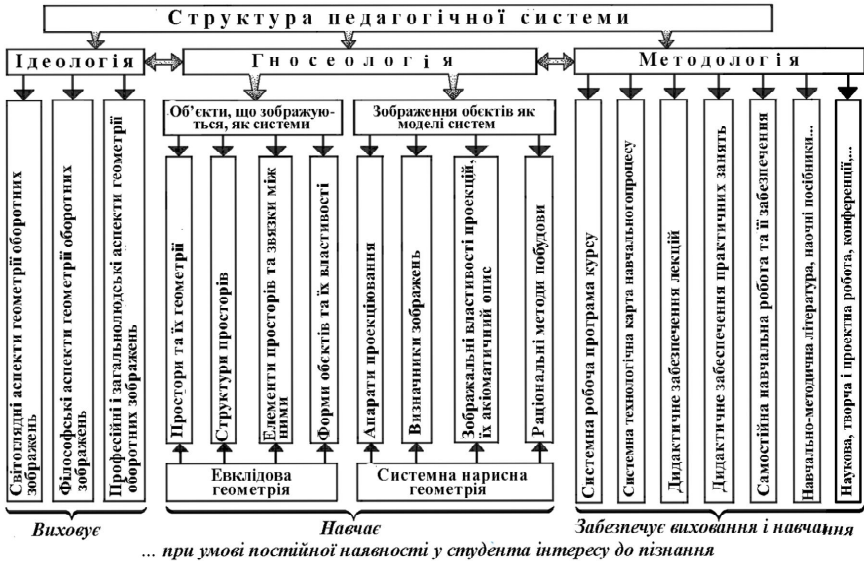 Структура педагогічної системи
Ідеологія
Гносеологія
Методологія
Об'єкти, що зображую-
ться, як системи
Зображення обєктів як
моделі систем
Світоглядні аспекти геометрії оборотних
зображень
Філософські аспекти геометрії оборотних
зображень
Професійні і загальнолюдські аспекти геометрії
оборотних зображень
Простори та їх геометрії
Структури просторів
Елементи просторів та звязки між
ними
Форми обєктів та їх властивості
Апарати проекціювання
Визначники зображень
Зображальні властивості проекцій,
їх акіоматичний опис
Раціональні методи побудови
Системна робоча програма курсу
Системна технологічна карта навчальногопроцесу
Дидактичне забезпечення лекцій
Дидактичне забеспечення практичних занять
Самостійна навчальна робота та її забезпечення
Навчально-методична література, наочні посібники...
Наукова, творча і проектна робота, конференції,...
Евклідова
геометрія
Системна нарисна
геометрія
Виховує
Навчає
Забезпечує виховання і навчання
... при умові постійної наявності у студента інтересу до пізнання